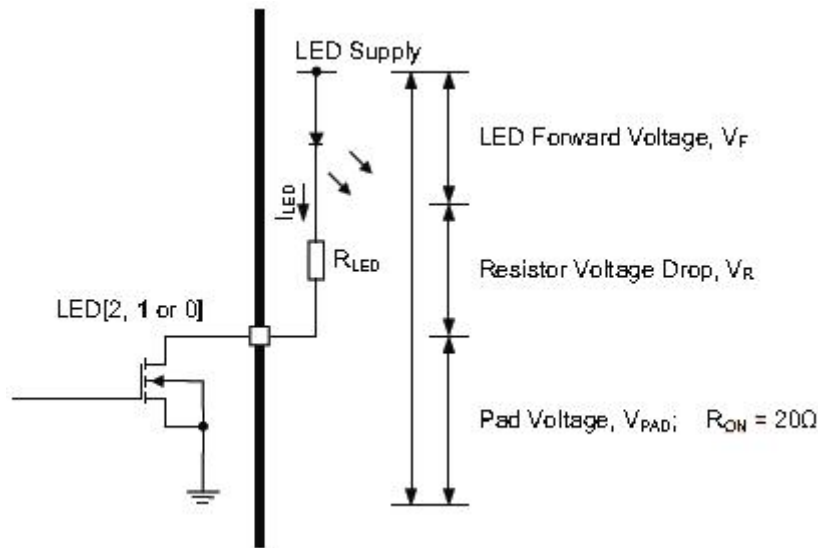 LED Supply
LED Forward Voltage, VF
ILED
RLED
Resistor Voltage Drop, VR
LED[2, 1 or 0]
Pad Voltage, VPAD; RON = 20Ω